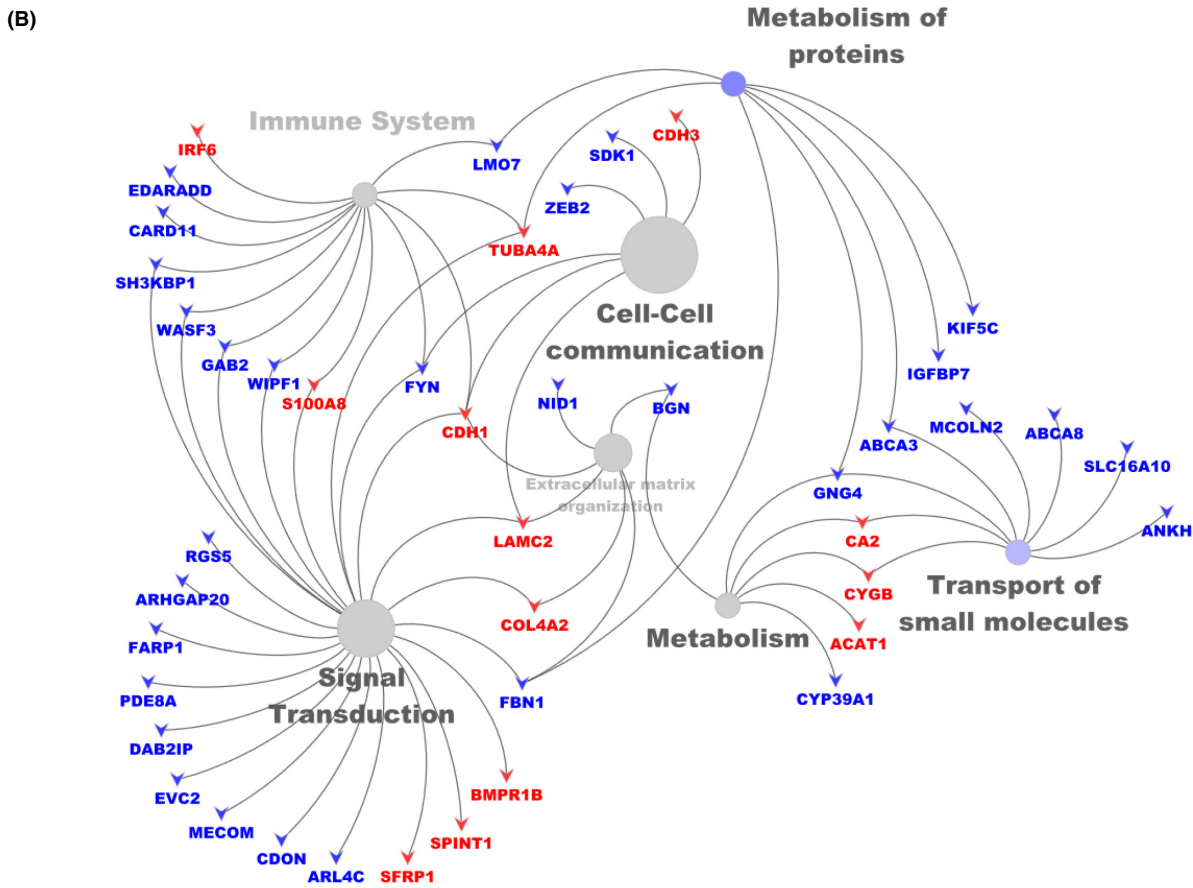 (B)
Metabolism of
proteins
Immune System
IRF6
CDH3
LMO7
SDK1
EDARADD
ZEB2
CARD11
TUBA4A
SH3KBP1
Cell-Cell
communication
WASF3
KIF5C
GAB2
WIPF1
FYN
IGFBP7
S100A8
NID1
BGN
CDH1
ABCA3
MCOLN2
ABCA8
SLC16A10
Extracellular matrix
organization
GNG4
LAMC2
CA2
ANKH
RGS5
ARHGAP20
CYGB
Transport of
small molecules
COL4A2
Metabolism
ACAT1
FARP1
Signal
Transduction
PDE8A
FBN1
CYP39A1
DAB2IP
EVC2
BMPR1B
MECOM
SPINT1
CDON
ARL4C
SFRP1